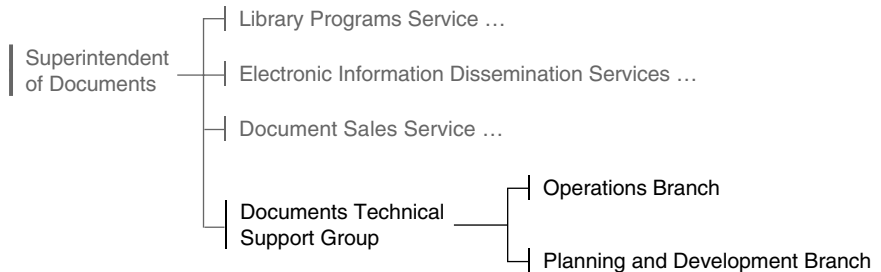 Library Programs Service …
Superintendent
of Documents
Electronic Information Dissemination Services …
Document Sales Service …
Documents Technical
Support Group
Operations Branch
Planning and Development Branch